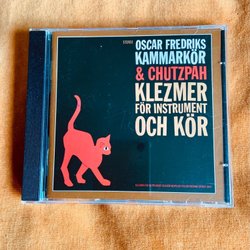 STEREO
OSCAR FREDRIKS
KAMMARKÖR
& CHUTZPAH
KLEZMER
FÖR INSTRUMENT
OCH KÖR